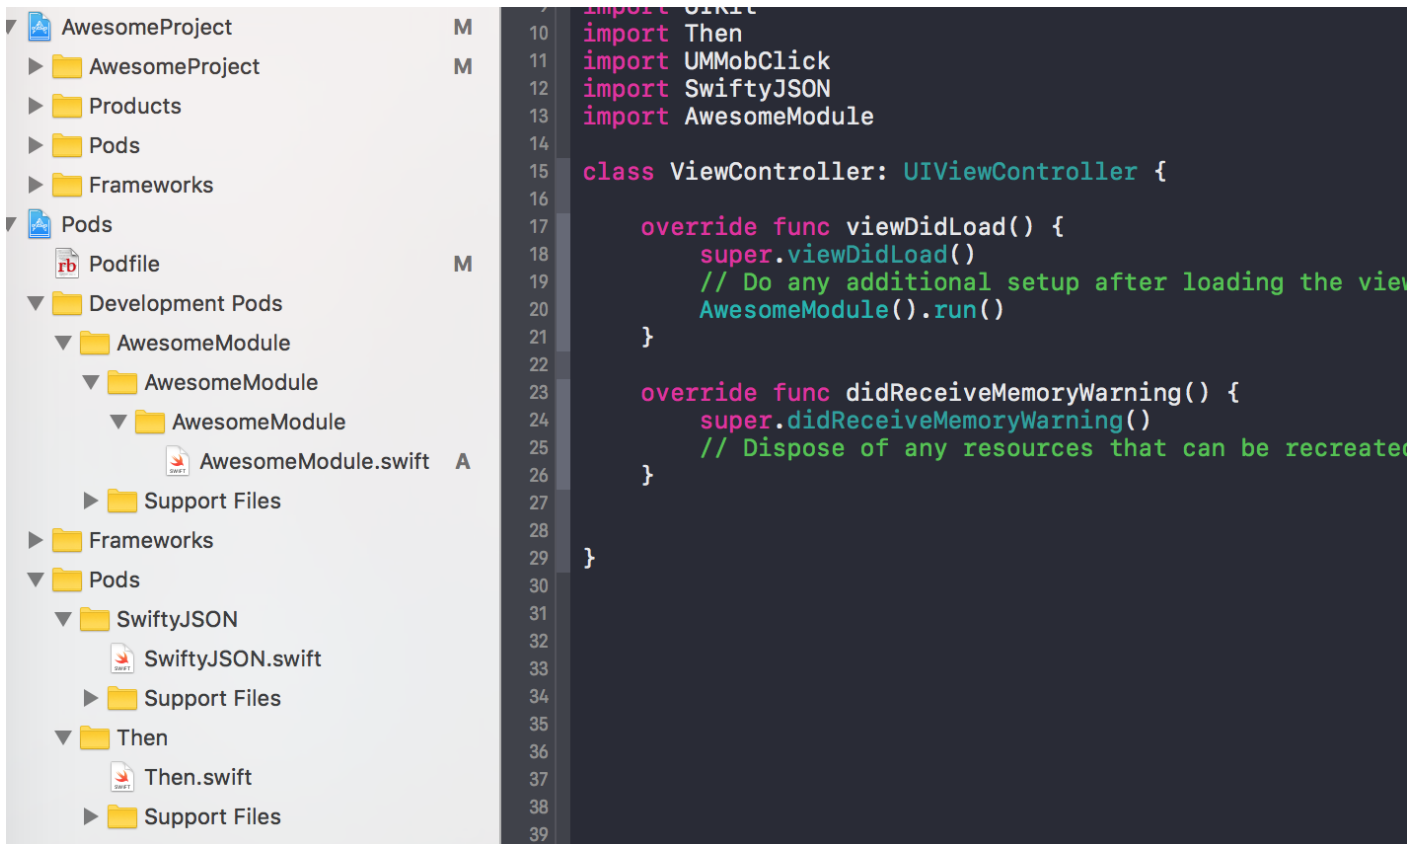 AwesomeProject M
AwesomeProject M
Products
Pods
Frameworks
Pods
rb Podfile M
Development Pods
AwesomeModule
AwesomeModule
AwesomeModule
AwesomeModule.swift A
Support Files
Frameworks
Pods
SwiftyJSON
SwiftyJSON.swift
Support Files
Then
Then.swift
Support Files
9 import UIKit
10 import Then
11 import UMMobClick
12 import SwiftyJSON
13 import AwesomeModule
14
15 class ViewController: UIViewController {
16
17 override func viewDidLoad() {
18 super.viewDidLoad()
19 // Do any additional setup after loading the view
20 AwesomeModule().run()
21 }
22
23 override func didReceiveMemoryWarning() {
24 super.didReceiveMemoryWarning()
25 // Dispose of any resources that can be recreated
26 }
27
28
29 }
30
31
32
33
34
35
36
37
38
39